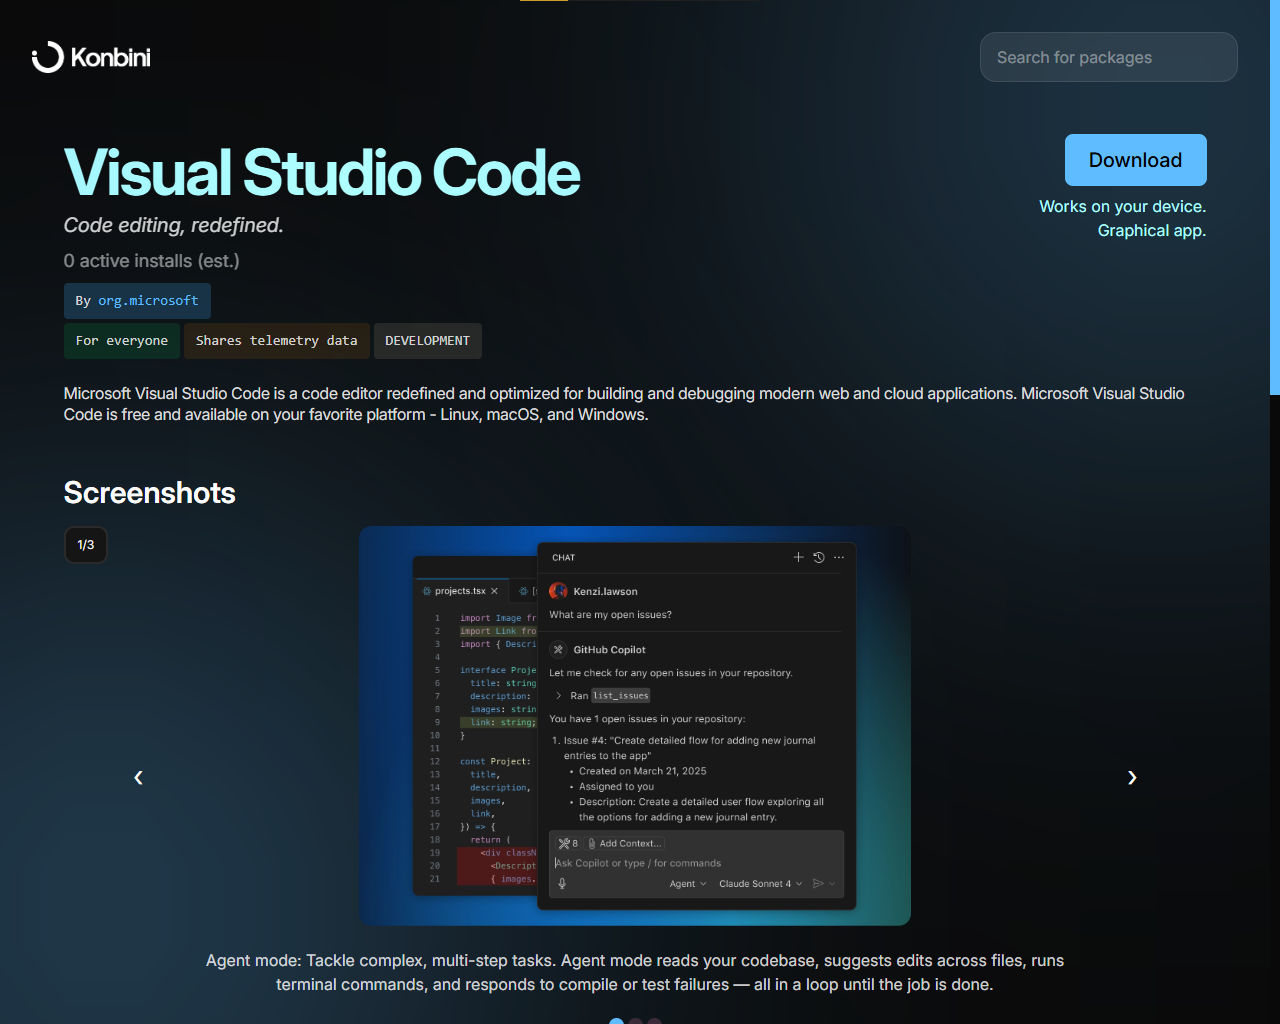 Konbini
Search for packages
Visual Studio Code
Download
Code editing, redefined.
Works on your device.
Graphical app.
0 active installs (est.)
By org.microsoft
For everyone
Shares telemetry data
DEVELOPMENT
Microsoft Visual Studio Code is a code editor redefined and optimized for building and debugging modern web and cloud applications. Microsoft Visual Studio
Code is free and available on your favorite platform - Linux, macOS, and Windows.
Screenshots
1/3
projects.tsx
1 import Image fr
2 import Link fro
3 import { Descri
4
5 interface Proje
6 title: string
7 description:
8 images: strin
9 link: string;
10 }
11
12 const Project:
13 title,
14 description,
15 images,
16 link,
17 }) => {
18 return (
19 <div classN
20 <Descript
21 { images.
CHAT
Kenzi.lawson
What are my open issues?
GitHub Copilot
Let me check for any open issues in your repository.
Ran list_issues
You have 1 open issues in your repository:
1. Issue #4: "Create detailed flow for adding new journal
entries to the app"
• Created on March 21, 2025
• Assigned to you
• Description: Create a detailed user flow exploring all
the options for adding a new journal entry.
8 Add Context...
Ask Copilot or type / for commands
Agent Claude Sonnet 4
‹
›
Agent mode: Tackle complex, multi-step tasks. Agent mode reads your codebase, suggests edits across files, runs
terminal commands, and responds to compile or test failures — all in a loop until the job is done.